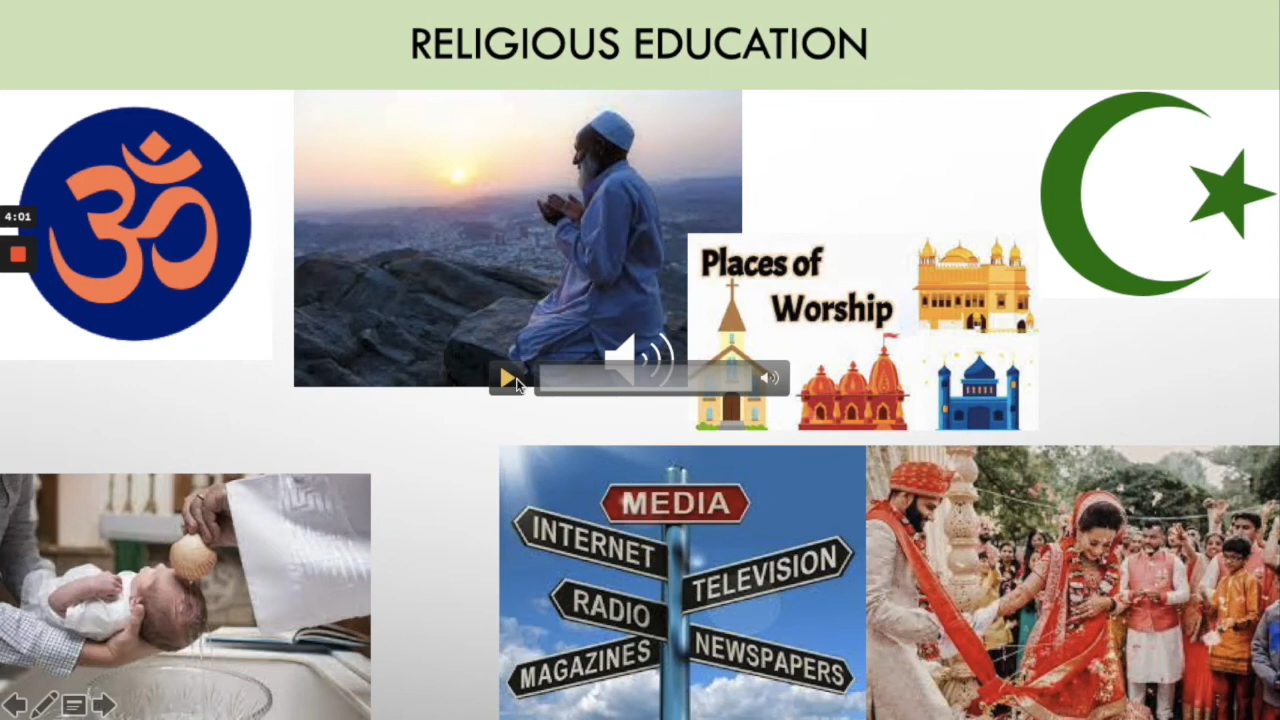 RELIGIOUS EDUCATION
ॐ
4:01
Places of
Worship
MEDIA
INTERNET
TELEVISION
RADIO
MAGAZINES
NEWSPAPERS